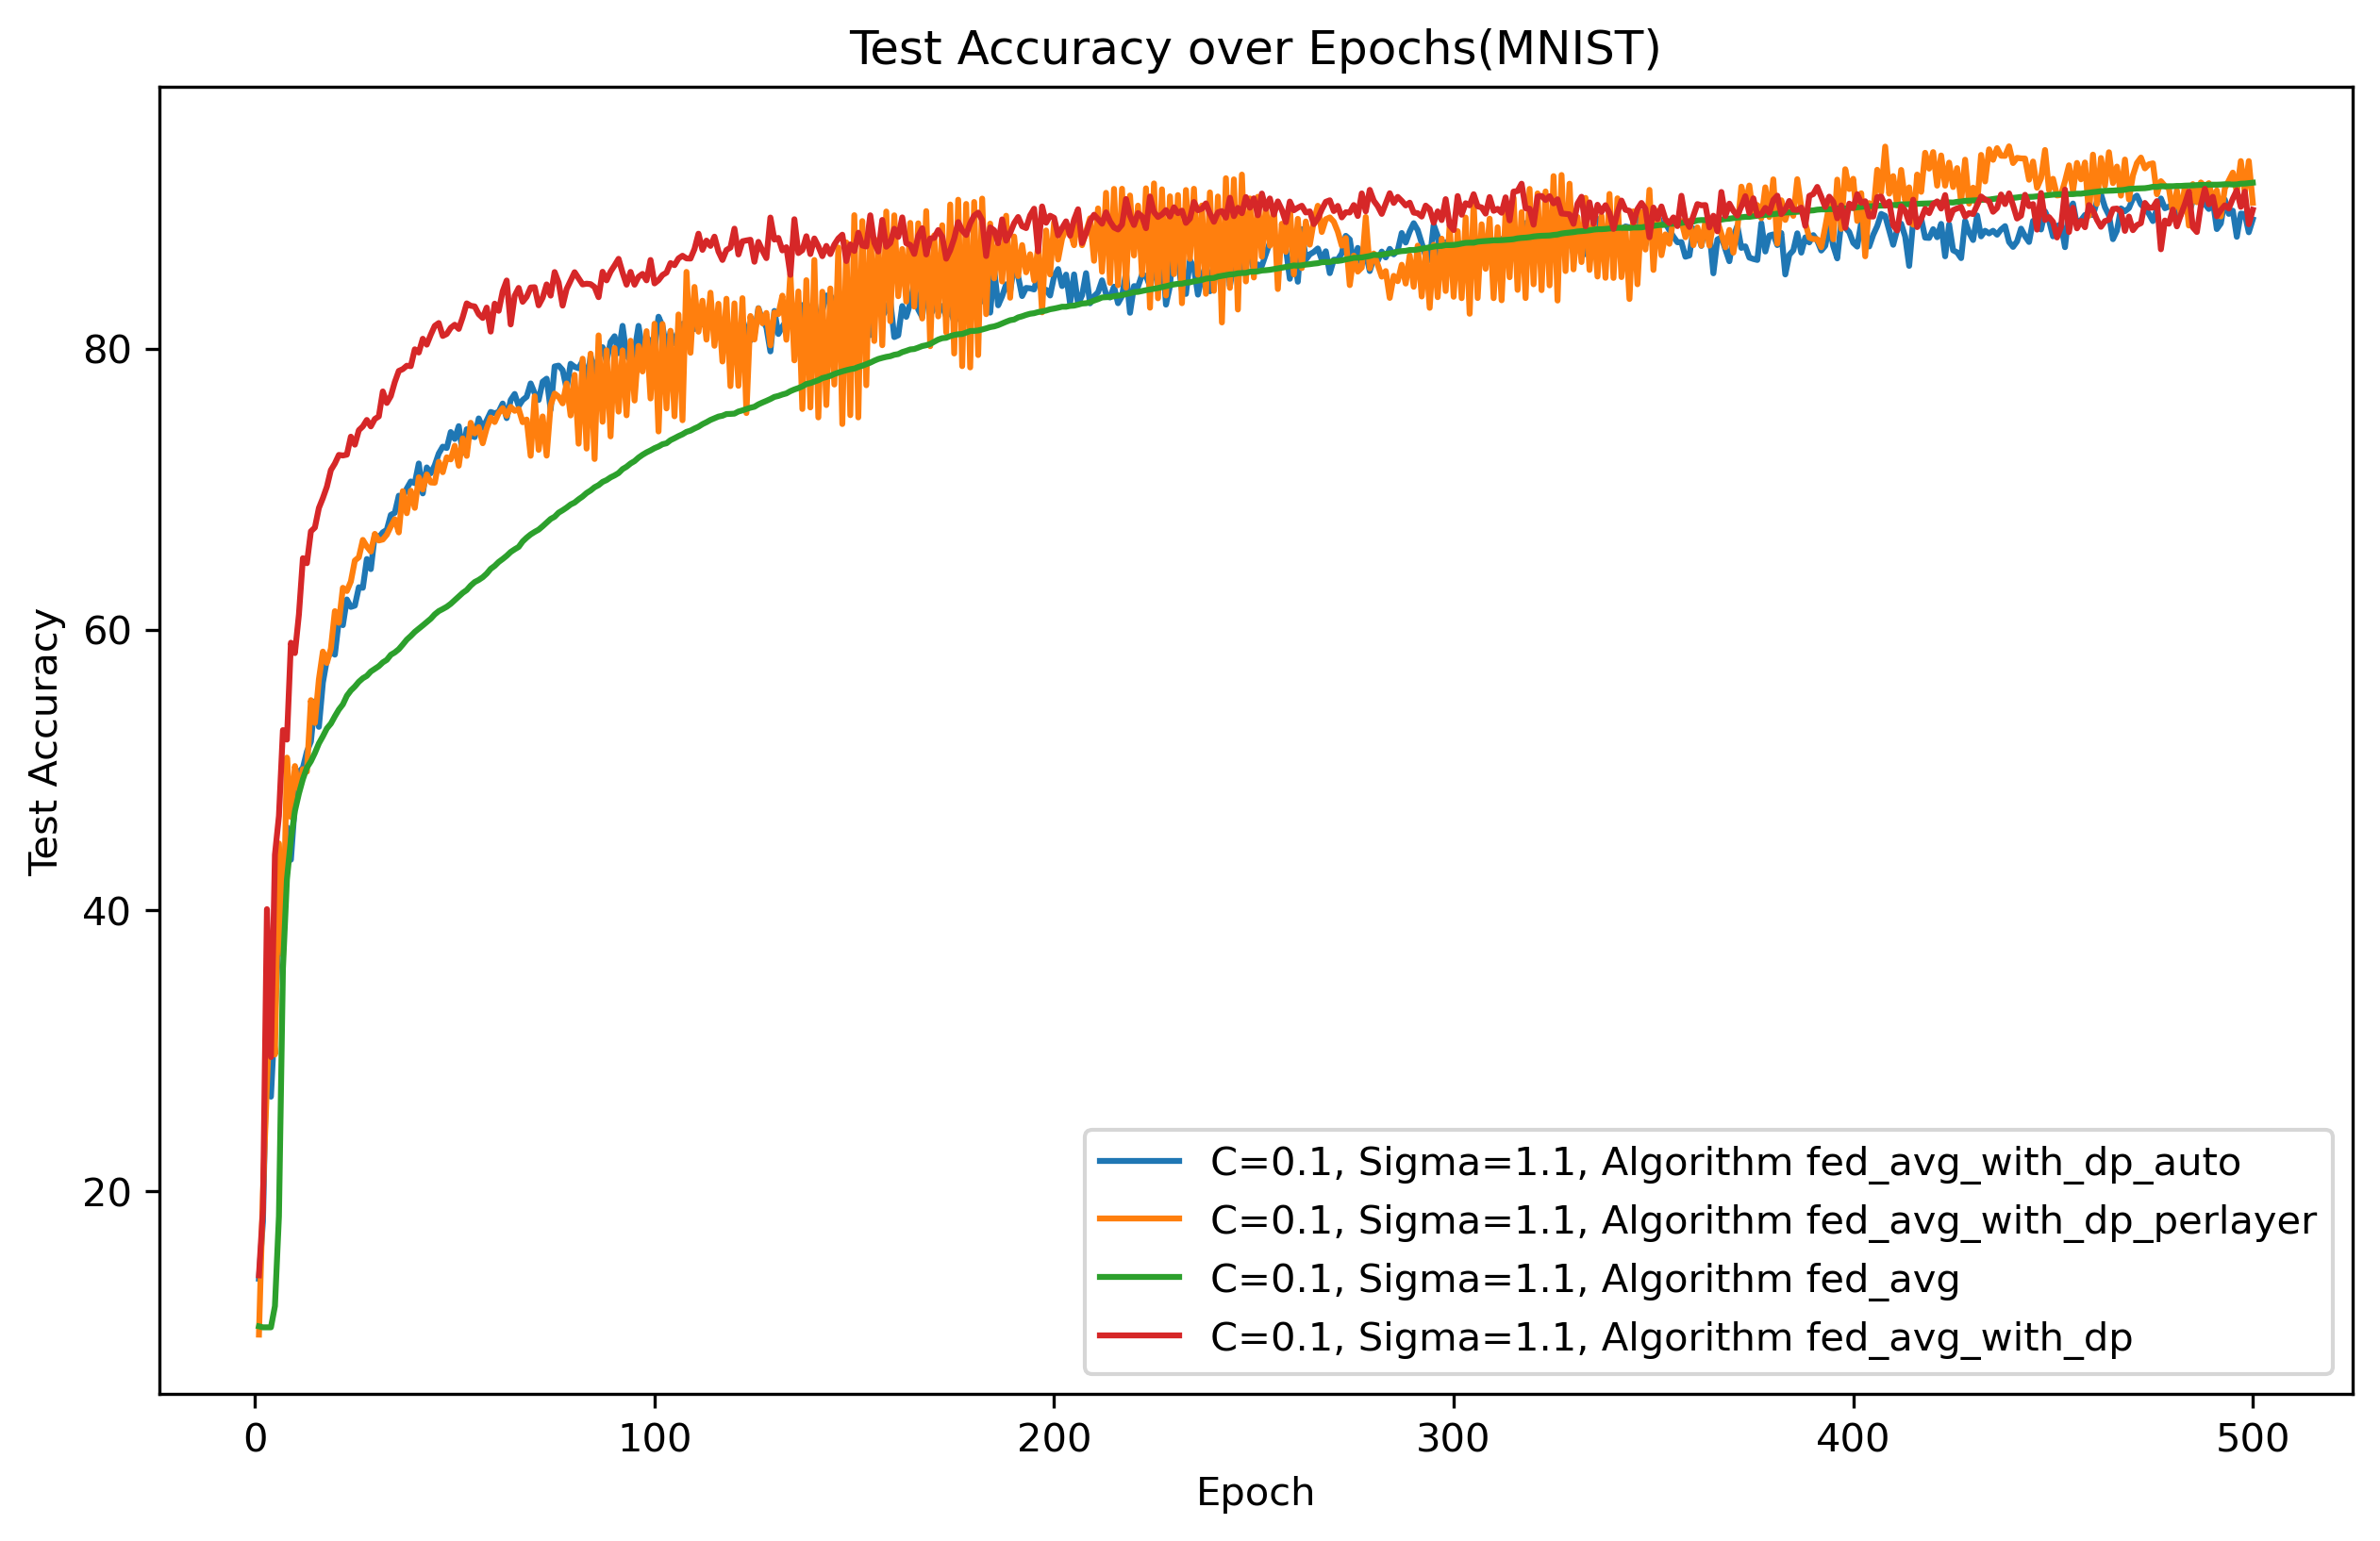 Test Accuracy over Epochs(MNIST)
Test Accuracy
80
60
40
20
C=0.1, Sigma=1.1, Algorithm fed_avg_with_dp_auto
C=0.1, Sigma=1.1, Algorithm fed_avg_with_dp_perlayer
C=0.1, Sigma=1.1, Algorithm fed_avg
C=0.1, Sigma=1.1, Algorithm fed_avg_with_dp
0 100 200 300 400 500
Epoch